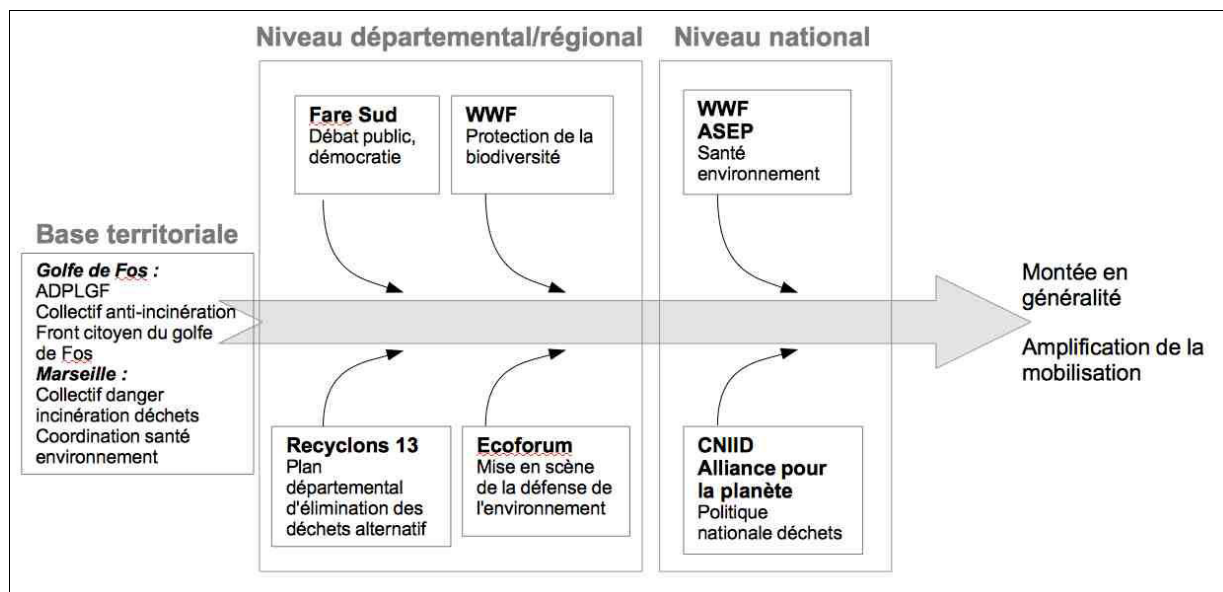 Niveau départemental/régional
Niveau national
Fare Sud
Débat public,
démocratie
WWF
Protection de la
biodiversité
WWF
ASEP
Santé
environnement
Base territoriale
Golfe de Fos :
ADPLGF
Collectif anti-incinération
Front citoyen du golfe
de Fos
Marseille :
Collectif danger
incinération déchets
Coordination santé
environnement
Recyclons 13
Plan
départemental
d'élimination des
déchets alternatif
Ecoforum
Mise en scène
de la défense de
l'environnement
CNIID
Alliance pour
la planète
Politique
nationale déchets
Montée en
généralité
Amplification de la
mobilisation